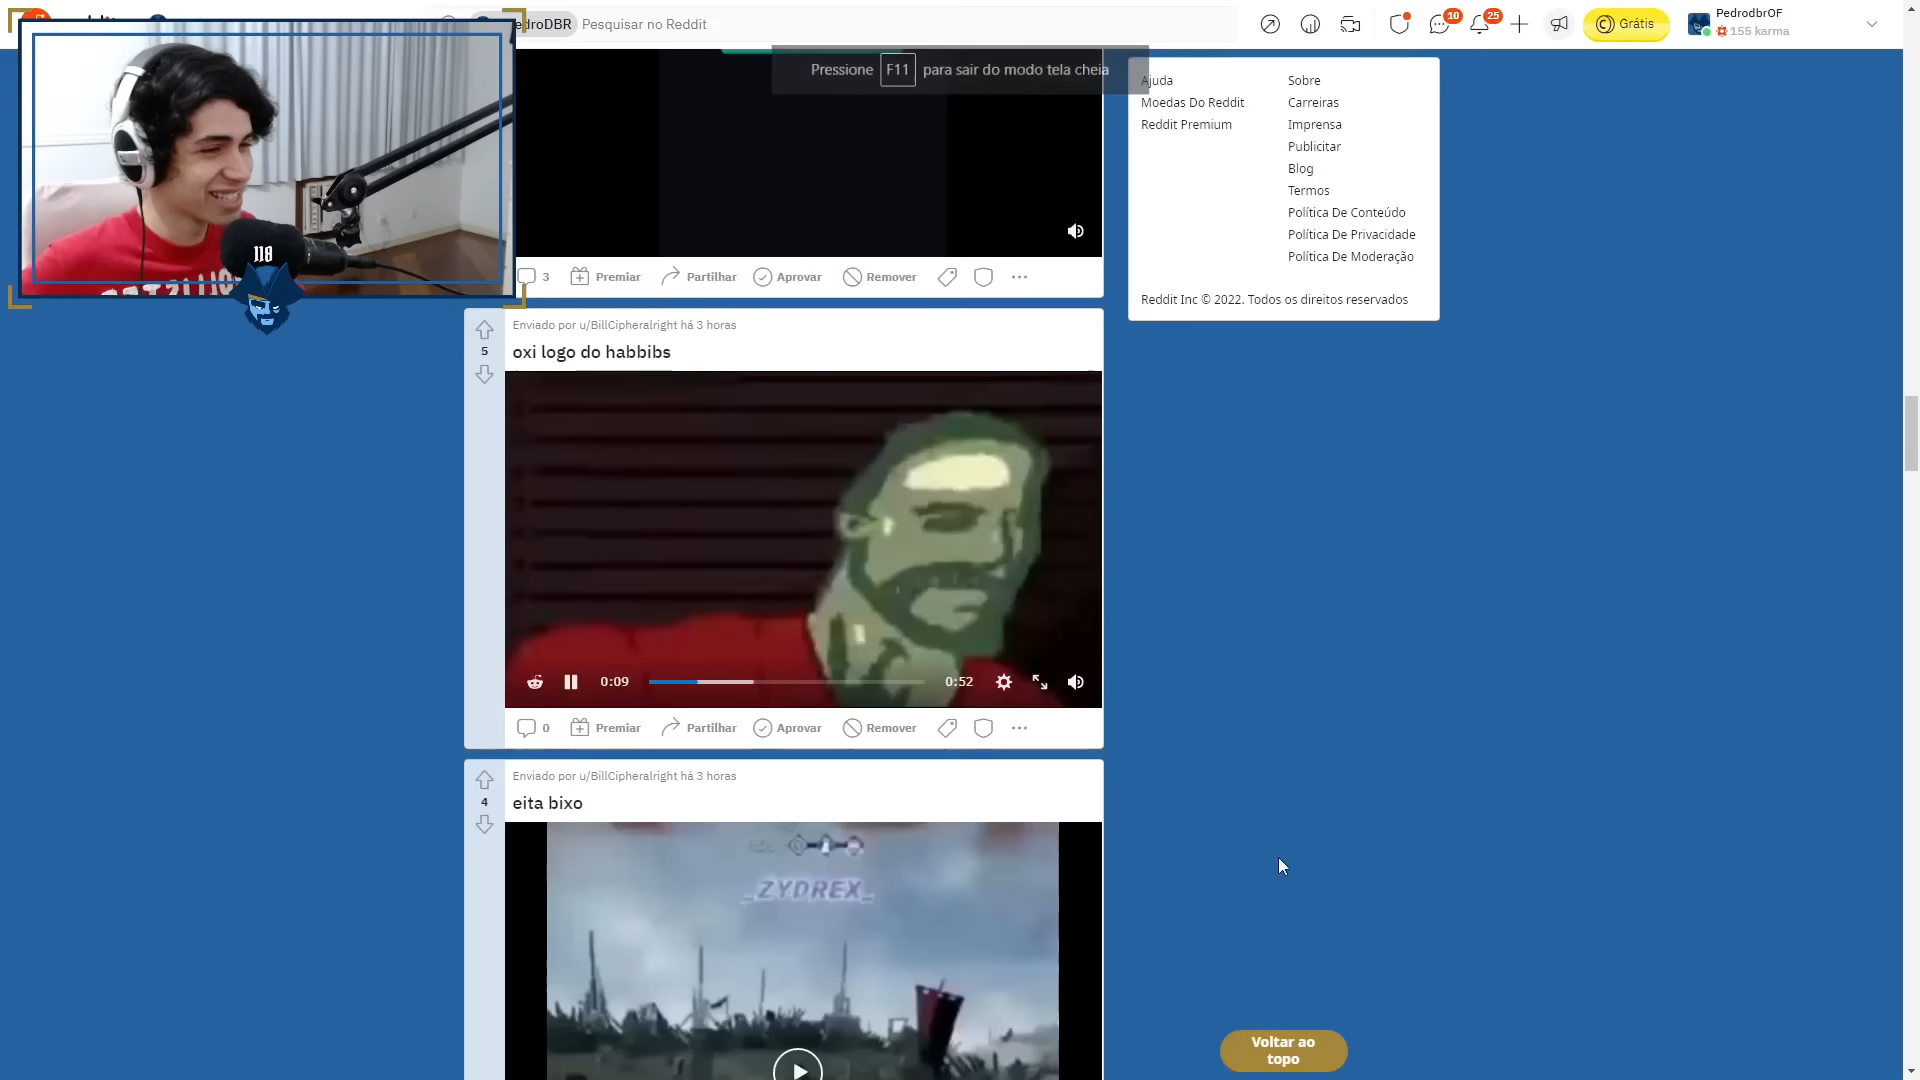 edroDBR Pesquisar no Reddit
10
25
Grátis
PedrodbrOF
155 karma
Pressione F11 para sair do modo tela cheia
Ajuda
Moedas Do Reddit
Reddit Premium
Sobre
Carreiras
Imprensa
Publicitar
Blog
Termos
Política De Conteúdo
Política De Privacidade
Política De Moderação
Reddit Inc © 2022. Todos os direitos reservados
118
3 Premiar Partilhar Aprovar Remover
Enviado por u/BillCipheralright há 3 horas
5
oxi logo do habbibs
0:09
0:52
0 Premiar Partilhar Aprovar Remover
Enviado por u/BillCipheralright há 3 horas
4
eita bixo
_ZYDREX_
Voltar ao
topo